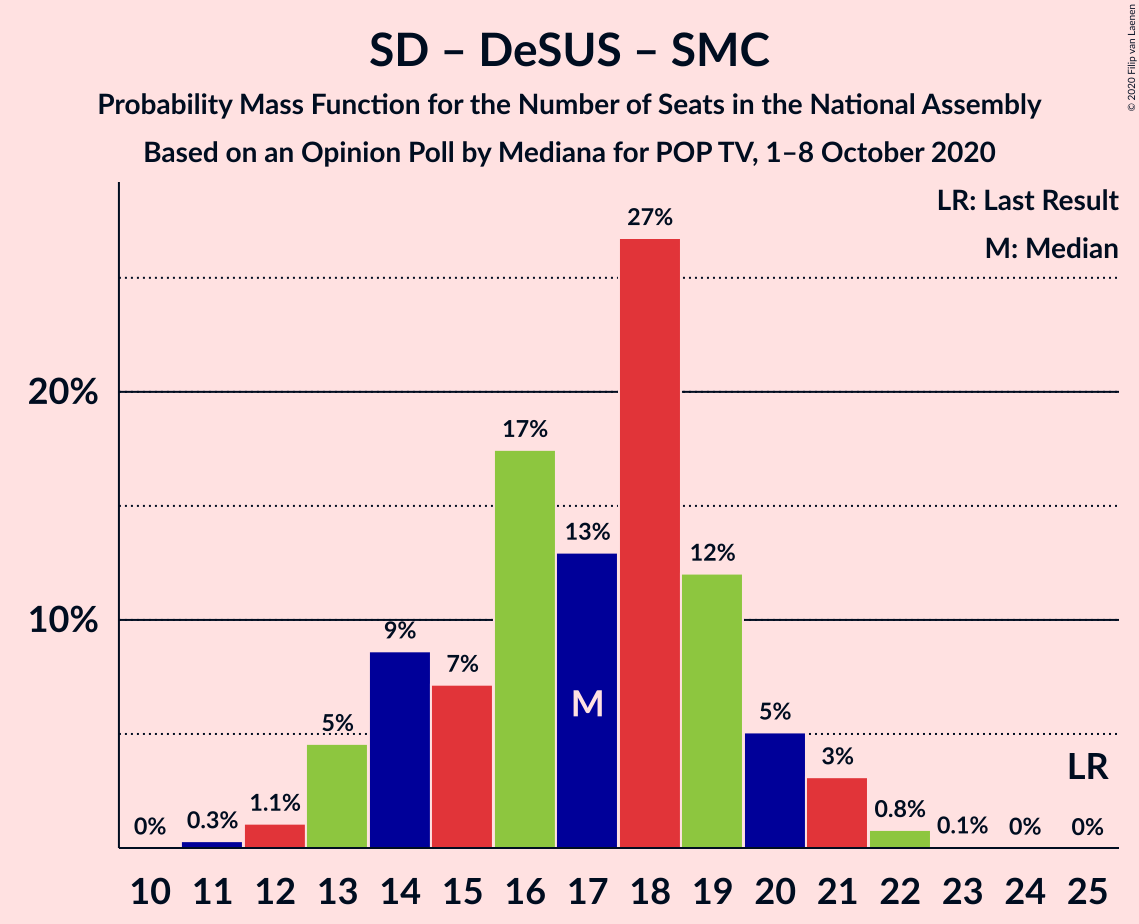 SD – DeSUS – SMC
Probability Mass Function for the Number of Seats in the National Assembly
Based on an Opinion Poll by Mediana for POP TV, 1–8 October 2020
© 2020 Filip van Laenen
LR: Last Result
M: Median
20%
10%
0%
0.3%
1.1%
5%
9%
7%
17%
13%
27%
12%
5%
3%
0.8%
0.1%
0%
0%
M
LR
10 11 12 13 14 15 16 17 18 19 20 21 22 23 24 25